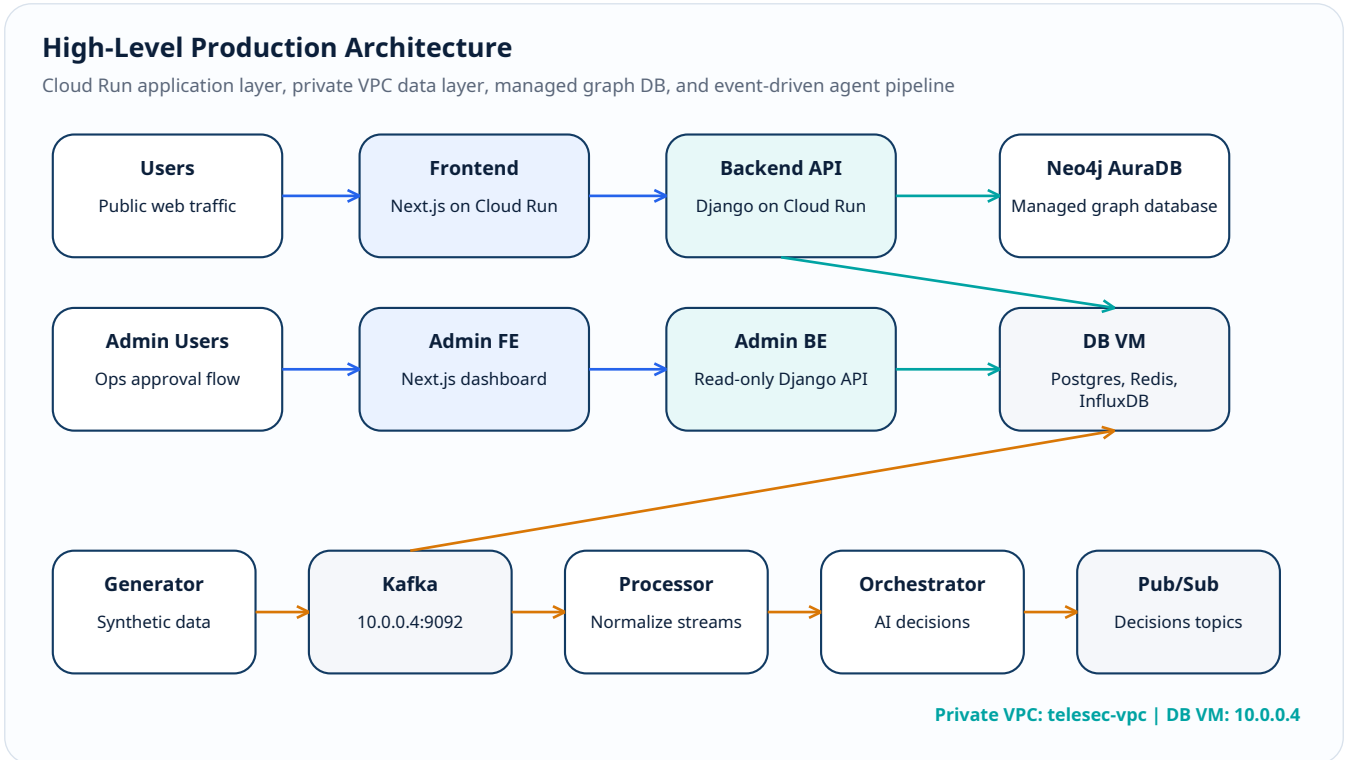 High-Level Production Architecture
Cloud Run application layer, private VPC data layer, managed graph DB, and event-driven agent pipeline
Users
Public web traffic
Frontend
Next.js on Cloud Run
Backend API
Django on Cloud Run
Neo4j AuraDB
Managed graph database
Admin Users
Ops approval flow
Admin FE
Next.js dashboard
Admin BE
Read-only Django API
DB VM
Postgres, Redis,
InfluxDB
Generator
Synthetic data
Kafka
10.0.0.4:9092
Processor
Normalize streams
Orchestrator
AI decisions
Pub/Sub
Decisions topics
Private VPC: telesec-vpc | DB VM: 10.0.0.4